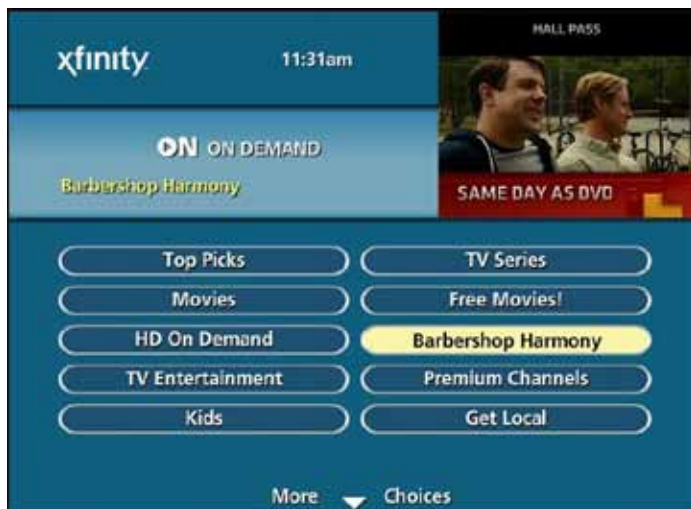 HALL PASS
xfinity
11:31am
ON ON DEMAND
Barbershop Harmony
SAME DAY AS DVD
Top Picks
TV Series
Movies
Free Movies!
HD On Demand
Barbershop Harmony
TV Entertainment
Premium Channels
Kids
Get Local
More Choices